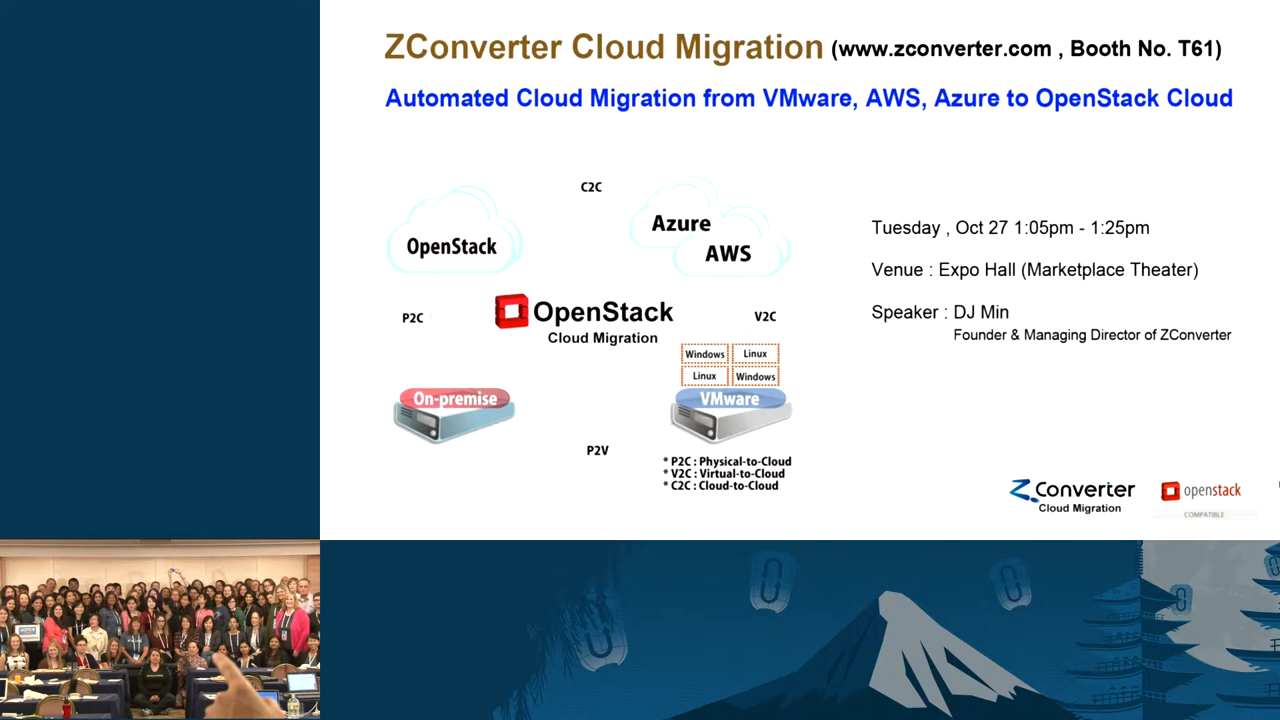 ZConverter Cloud Migration (www.zconverter.com , Booth No. T61)
Automated Cloud Migration from VMware, AWS, Azure to OpenStack Cloud
C2C
Azure
AWS
OpenStack
Tuesday , Oct 27 1:05pm - 1:25pm
Venue : Expo Hall (Marketplace Theater)
Speaker : DJ Min
Founder & Managing Director of ZConverter
P2C
OpenStack
Cloud Migration
V2C
Windows Linux
Linux Windows
On-premise
VMware
P2V
* P2C : Physical-to-Cloud
* V2C : Virtual-to-Cloud
* C2C : Cloud-to-Cloud
ZConverter
Cloud Migration
openstack
COMPATIBLE